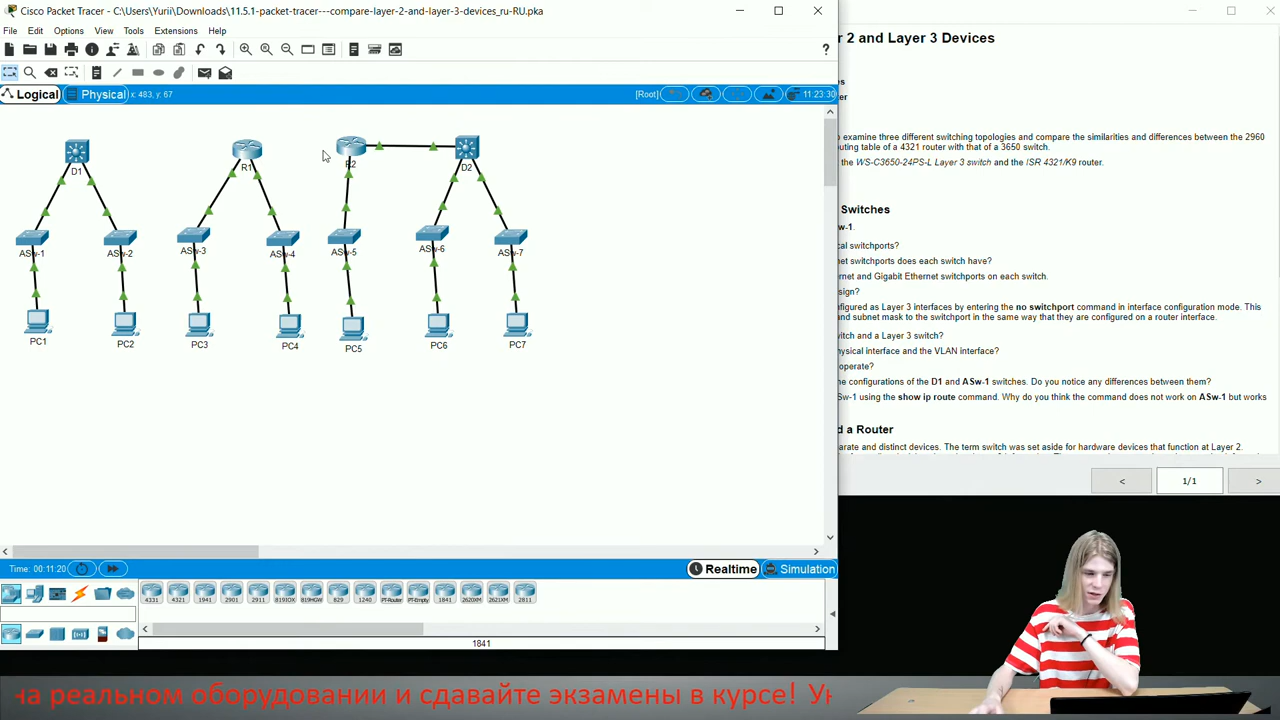 Cisco Packet Tracer - C:\Users\Yurii\Downloads\11.5.1-packet-tracer---compare-layer-2-and-layer-3-devices_ru-RU.pka
File Edit Options View Tools Extensions Help
Logical Physical x: 483, y: 67 [Root] 11:23:30
D1 R1 R2 D2
ASw-1 ASw-2 ASw-3 ASw-4 ASw-5 ASw-6 ASw-7
PC1 PC2 PC3 PC4 PC5 PC6 PC7
Time: 00:11:20 Realtime Simulation
4331 4321 1941 2901 2911 819IOX 819HGW 829 1240 PT-Router PT-Empty 1841 2620XM 2621XM 2811
1841
r 2 and Layer 3 Devices
es
er
o examine three different switching topologies and compare the similarities and differences between the 2960
uting table of a 4321 router with that of a 3650 switch.
the WS-C3650-24PS-L Layer 3 switch and the ISR 4321/K9 router.
Switches
w-1.
cal switchports?
et switchports does each switch have?
rnet and Gigabit Ethernet switchports on each switch.
sign?
nfigured as Layer 3 interfaces by entering the no switchport command in interface configuration mode. This
and subnet mask to the switchport in the same way that they are configured on a router interface.
witch and a Layer 3 switch?
hysical interface and the VLAN interface?
operate?
ne configurations of the D1 and ASw-1 switches. Do you notice any differences between them?
Sw-1 using the show ip route command. Why do you think the command does not work on ASw-1 but works
d a Router
arate and distinct devices. The term switch was set aside for hardware devices that function at Layer 2.
< 1/1 >
на реальном оборудовании и сдавайте экзамены в курсе! Ун